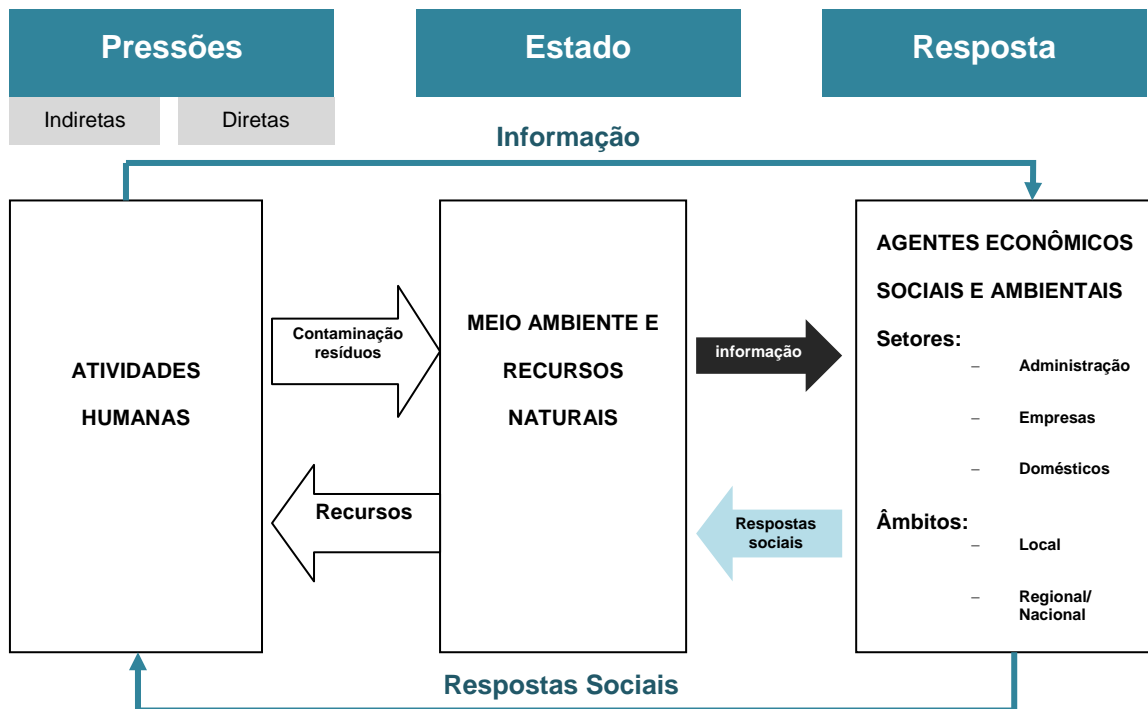 Pressões
Estado
Resposta
Indiretas
Diretas
Informação
ATIVIDADES
HUMANAS
Contaminação
resíduos
Recursos
MEIO AMBIENTE E
RECURSOS
NATURAIS
informação
Respostas
sociais
AGENTES ECONÔMICOS
SOCIAIS E AMBIENTAIS
Setores:
– Administração
– Empresas
– Domésticos
Âmbitos:
– Local
– Regional/
Nacional
Respostas Sociais